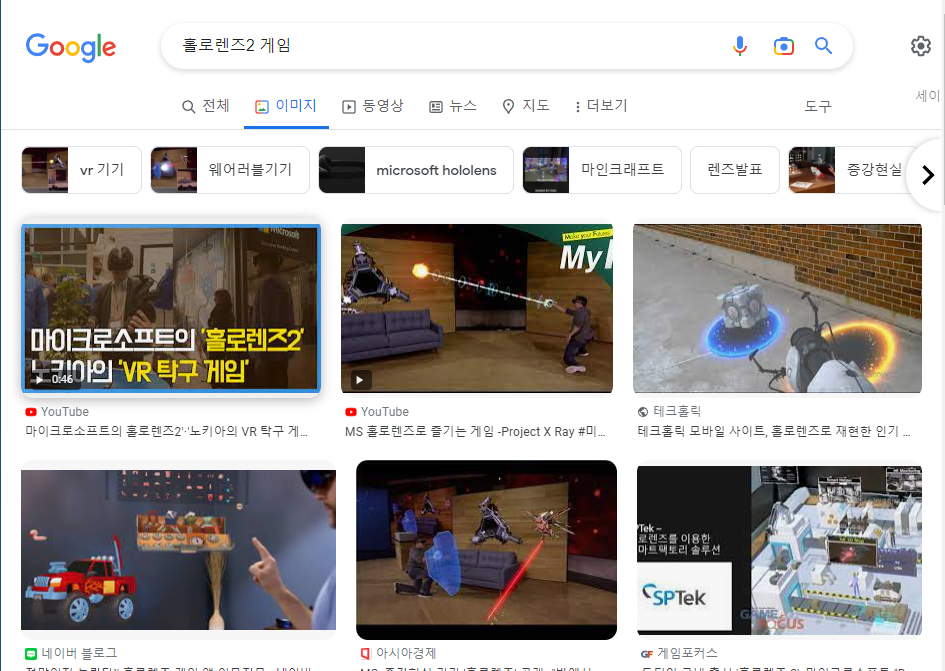 Google
홀로렌즈2 게임
세이
전체
이미지
동영상
뉴스
지도
더보기
도구
vr 기기
웨어러블기기
microsoft hololens
마인크래프트
렌즈발표
증강현실
Microsoft
마이크로소프트의 '홀로렌즈2'
노키아의 'VR 탁구 게임'
0:46
Make your Future
My
YouTube
마이크로소프트의 홀로렌즈2'·'노키아의 VR 탁구 게...
YouTube
MS 홀로렌즈로 즐기는 게임 -Project X Ray #미...
테크홀릭
테크홀릭 모바일 사이트, 홀로렌즈로 재현한 인기 ...
PTek –
로렌즈를 이용한
마트팩토리 솔루션
SPTek
GAME FOCUS
네이버 블로그
아시아경제
GF 게임포커스